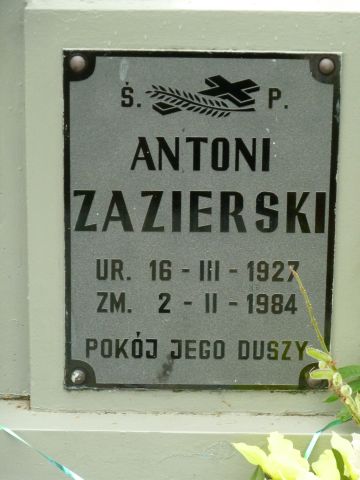 Ś. P.
ANTONI
ZAZIERSKI
UR. 16-III-1927
ZM. 2-II-1984
POKÓJ JEGO DUSZY